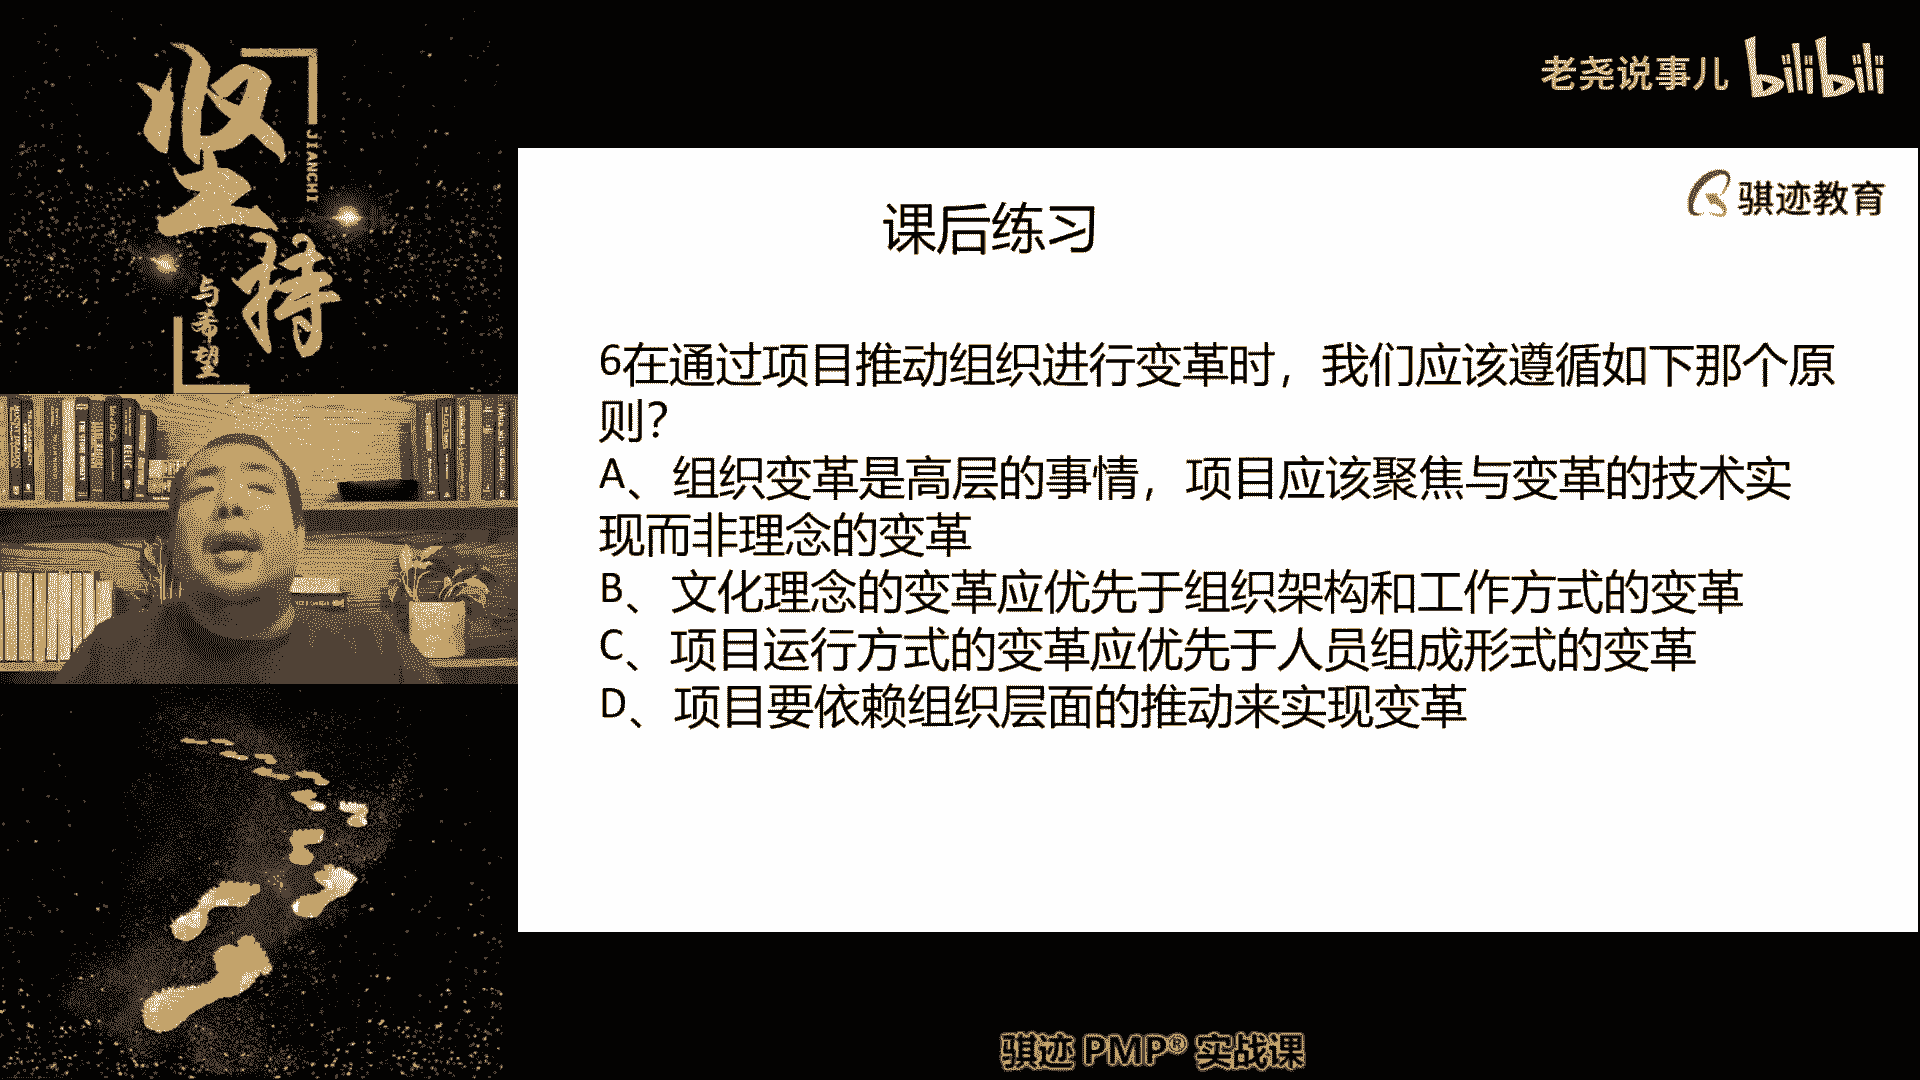 坚持
JIANCHI
与希望
老尧说事儿 bilibili
骐迹教育
课后练习
6在通过项目推动组织进行变革时，我们应该遵循如下那个原
则？
A、组织变革是高层的事情，项目应该聚焦与变革的技术实
现而非理念的变革
B、文化理念的变革应优先于组织架构和工作方式的变革
C、项目运行方式的变革应优先于人员组成形式的变革
D、项目要依赖组织层面的推动来实现变革
骐迹 PMP® 实战课